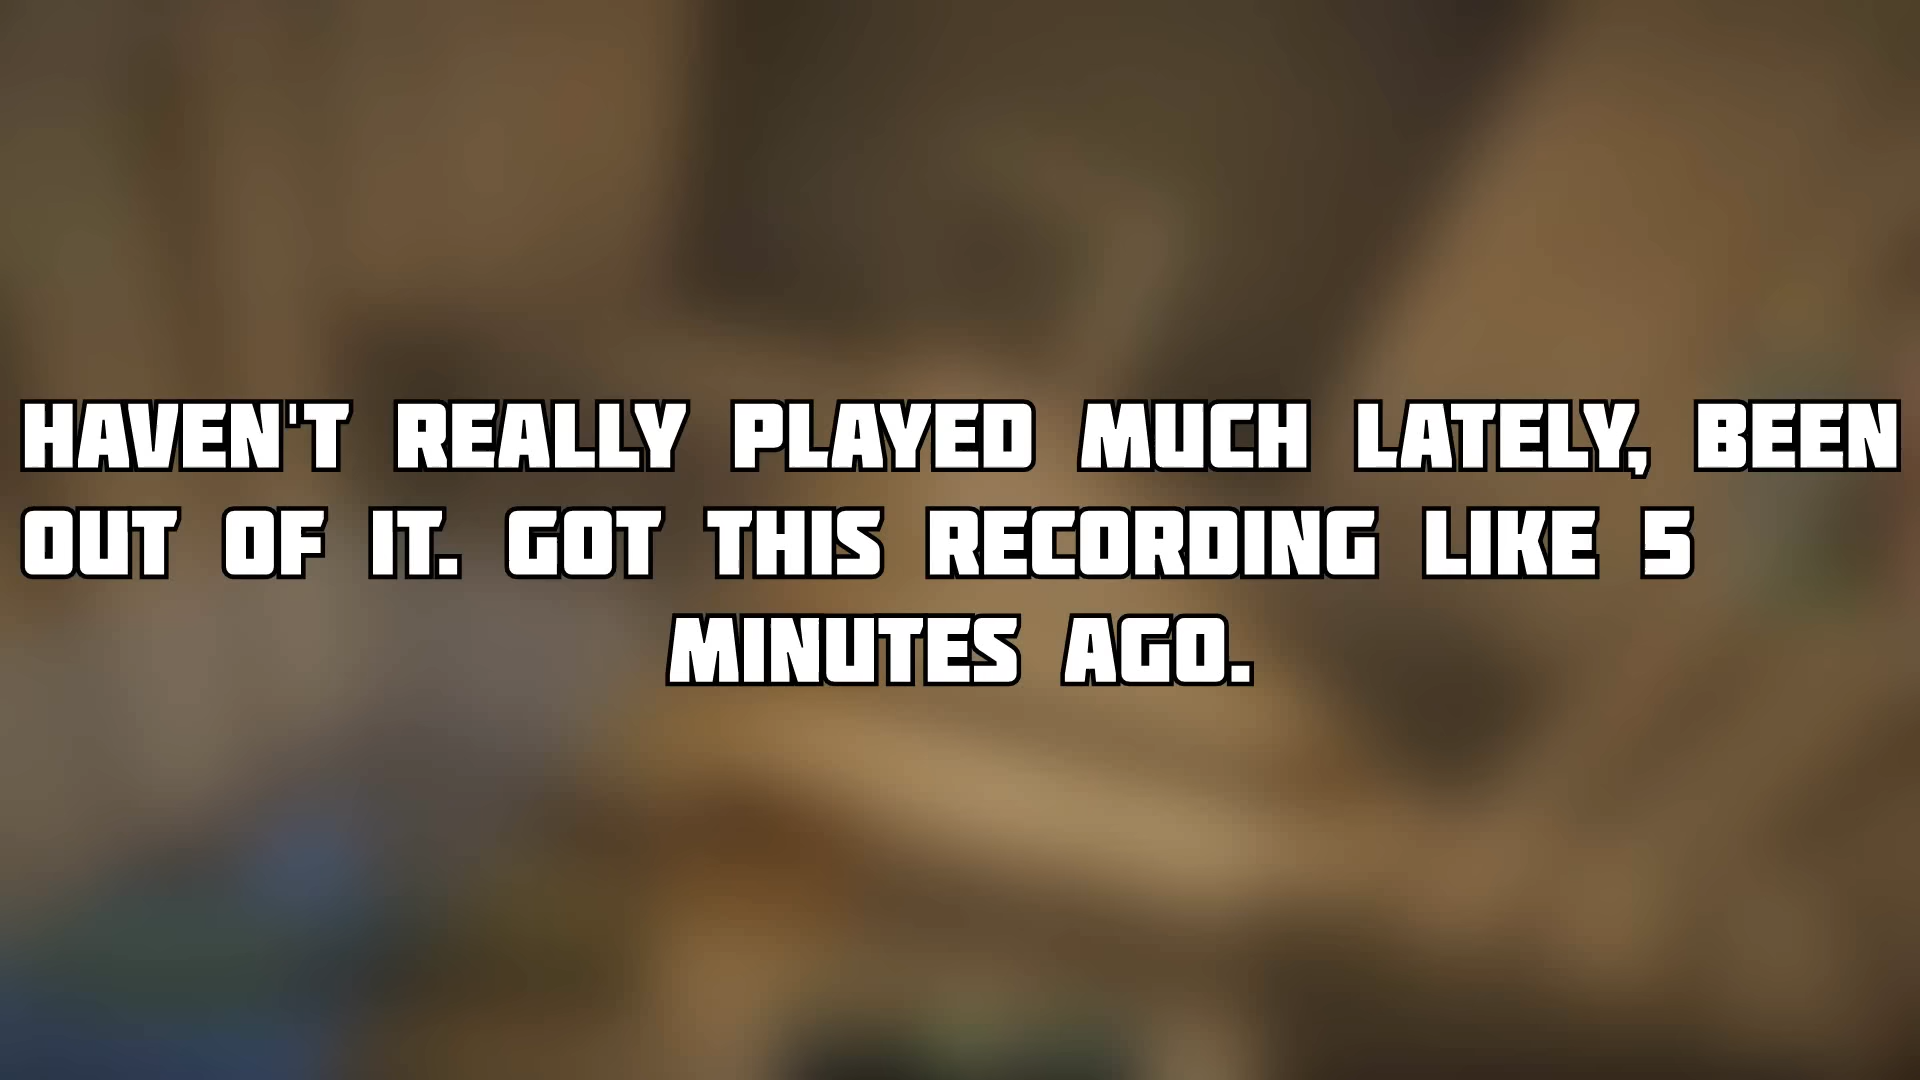 HAVEN'T REALLY PLAYED MUCH LATELY, BEEN
OUT OF IT. GOT THIS RECORDING LIKE 5
MINUTES AGO.